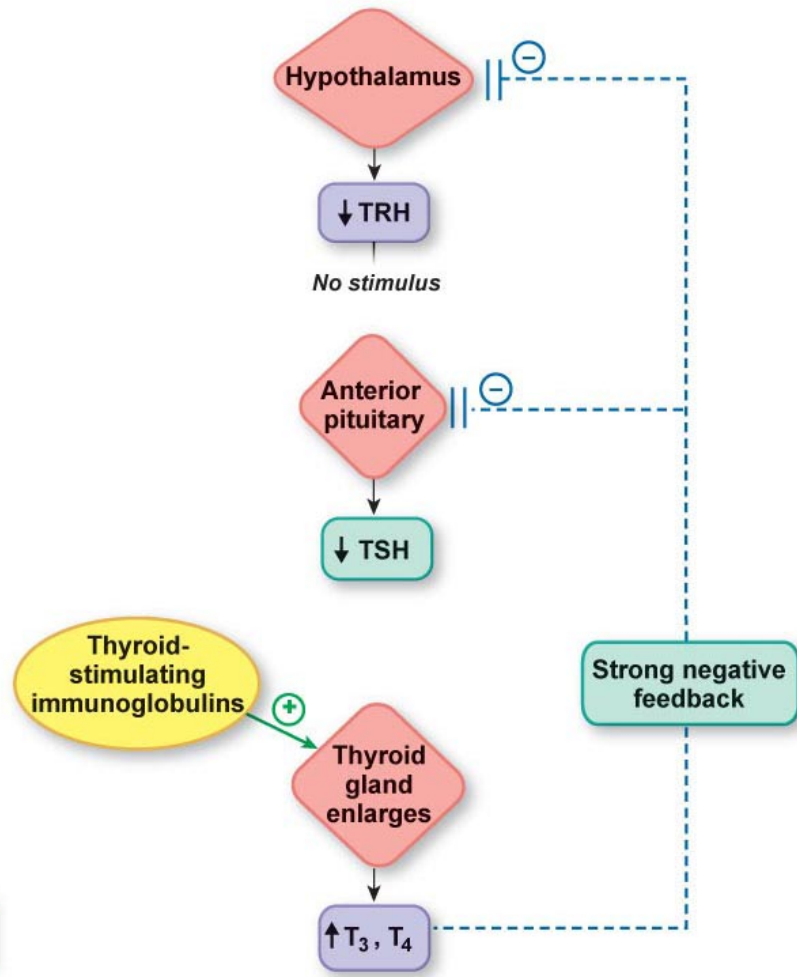 Hypothalamus
−
↓ TRH
No stimulus
Anterior
pituitary
−
↓ TSH
Thyroid-
stimulating
immunoglobulins
+
Strong negative
feedback
Thyroid
gland
enlarges
↑ T₃ , T₄